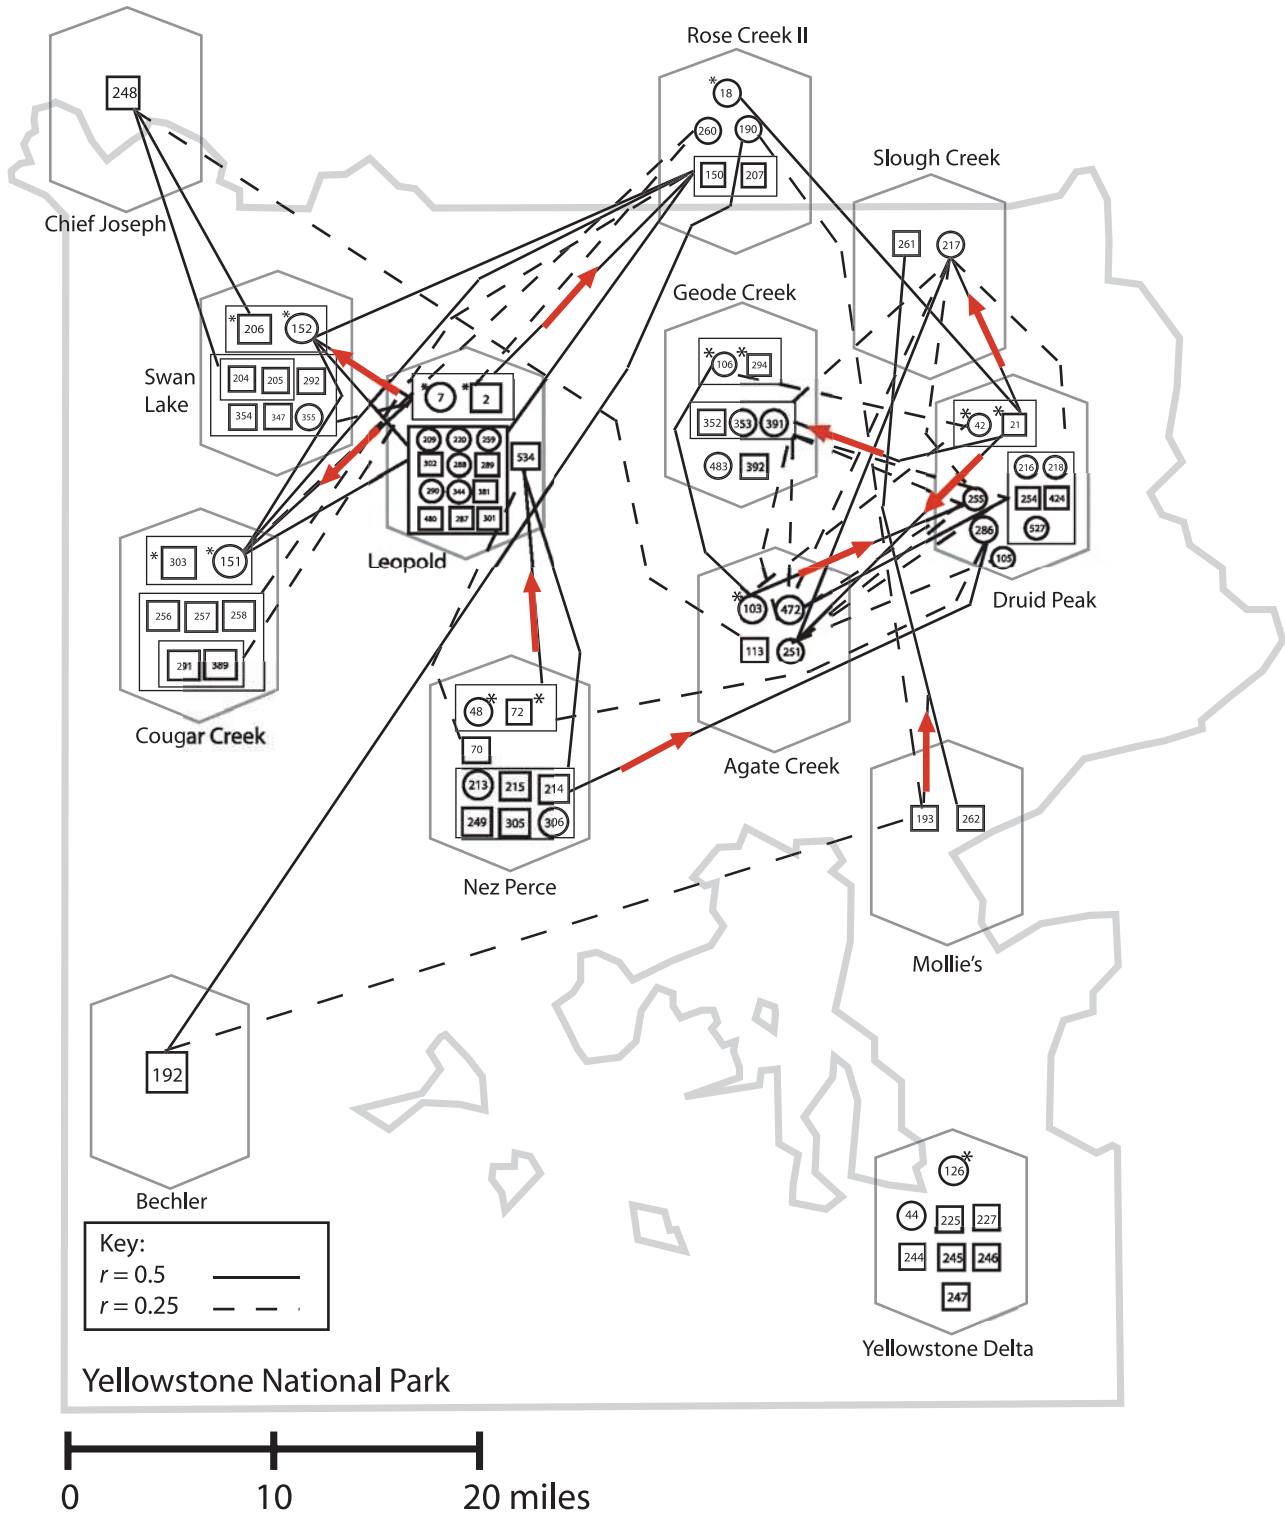 Rose Creek II
248
* 18
260 190
150 207
Slough Creek
261 217
Chief Joseph
* 206 * 152
204 205 292
354 347 355
Swan
Lake
Geode Creek
* 106 * 294
352 353 391
483 392
* 7 * 2
209 220 259
302 288 289
290 344 381
480 287 301
534
Leopold
* 42 * 21
216 218
255 254 424
286 527
105
Druid Peak
* 303 * 151
256 257 258
291 389
Cougar Creek
* 103 472
113 251
Agate Creek
48 * 72 *
70
213 215 214
249 305 306
Nez Perce
193 262
Mollie's
192
Bechler
126 *
44 225 227
244 245 246
247
Yellowstone Delta
Key:
r = 0.5
r = 0.25
Yellowstone National Park
0 10 20 miles